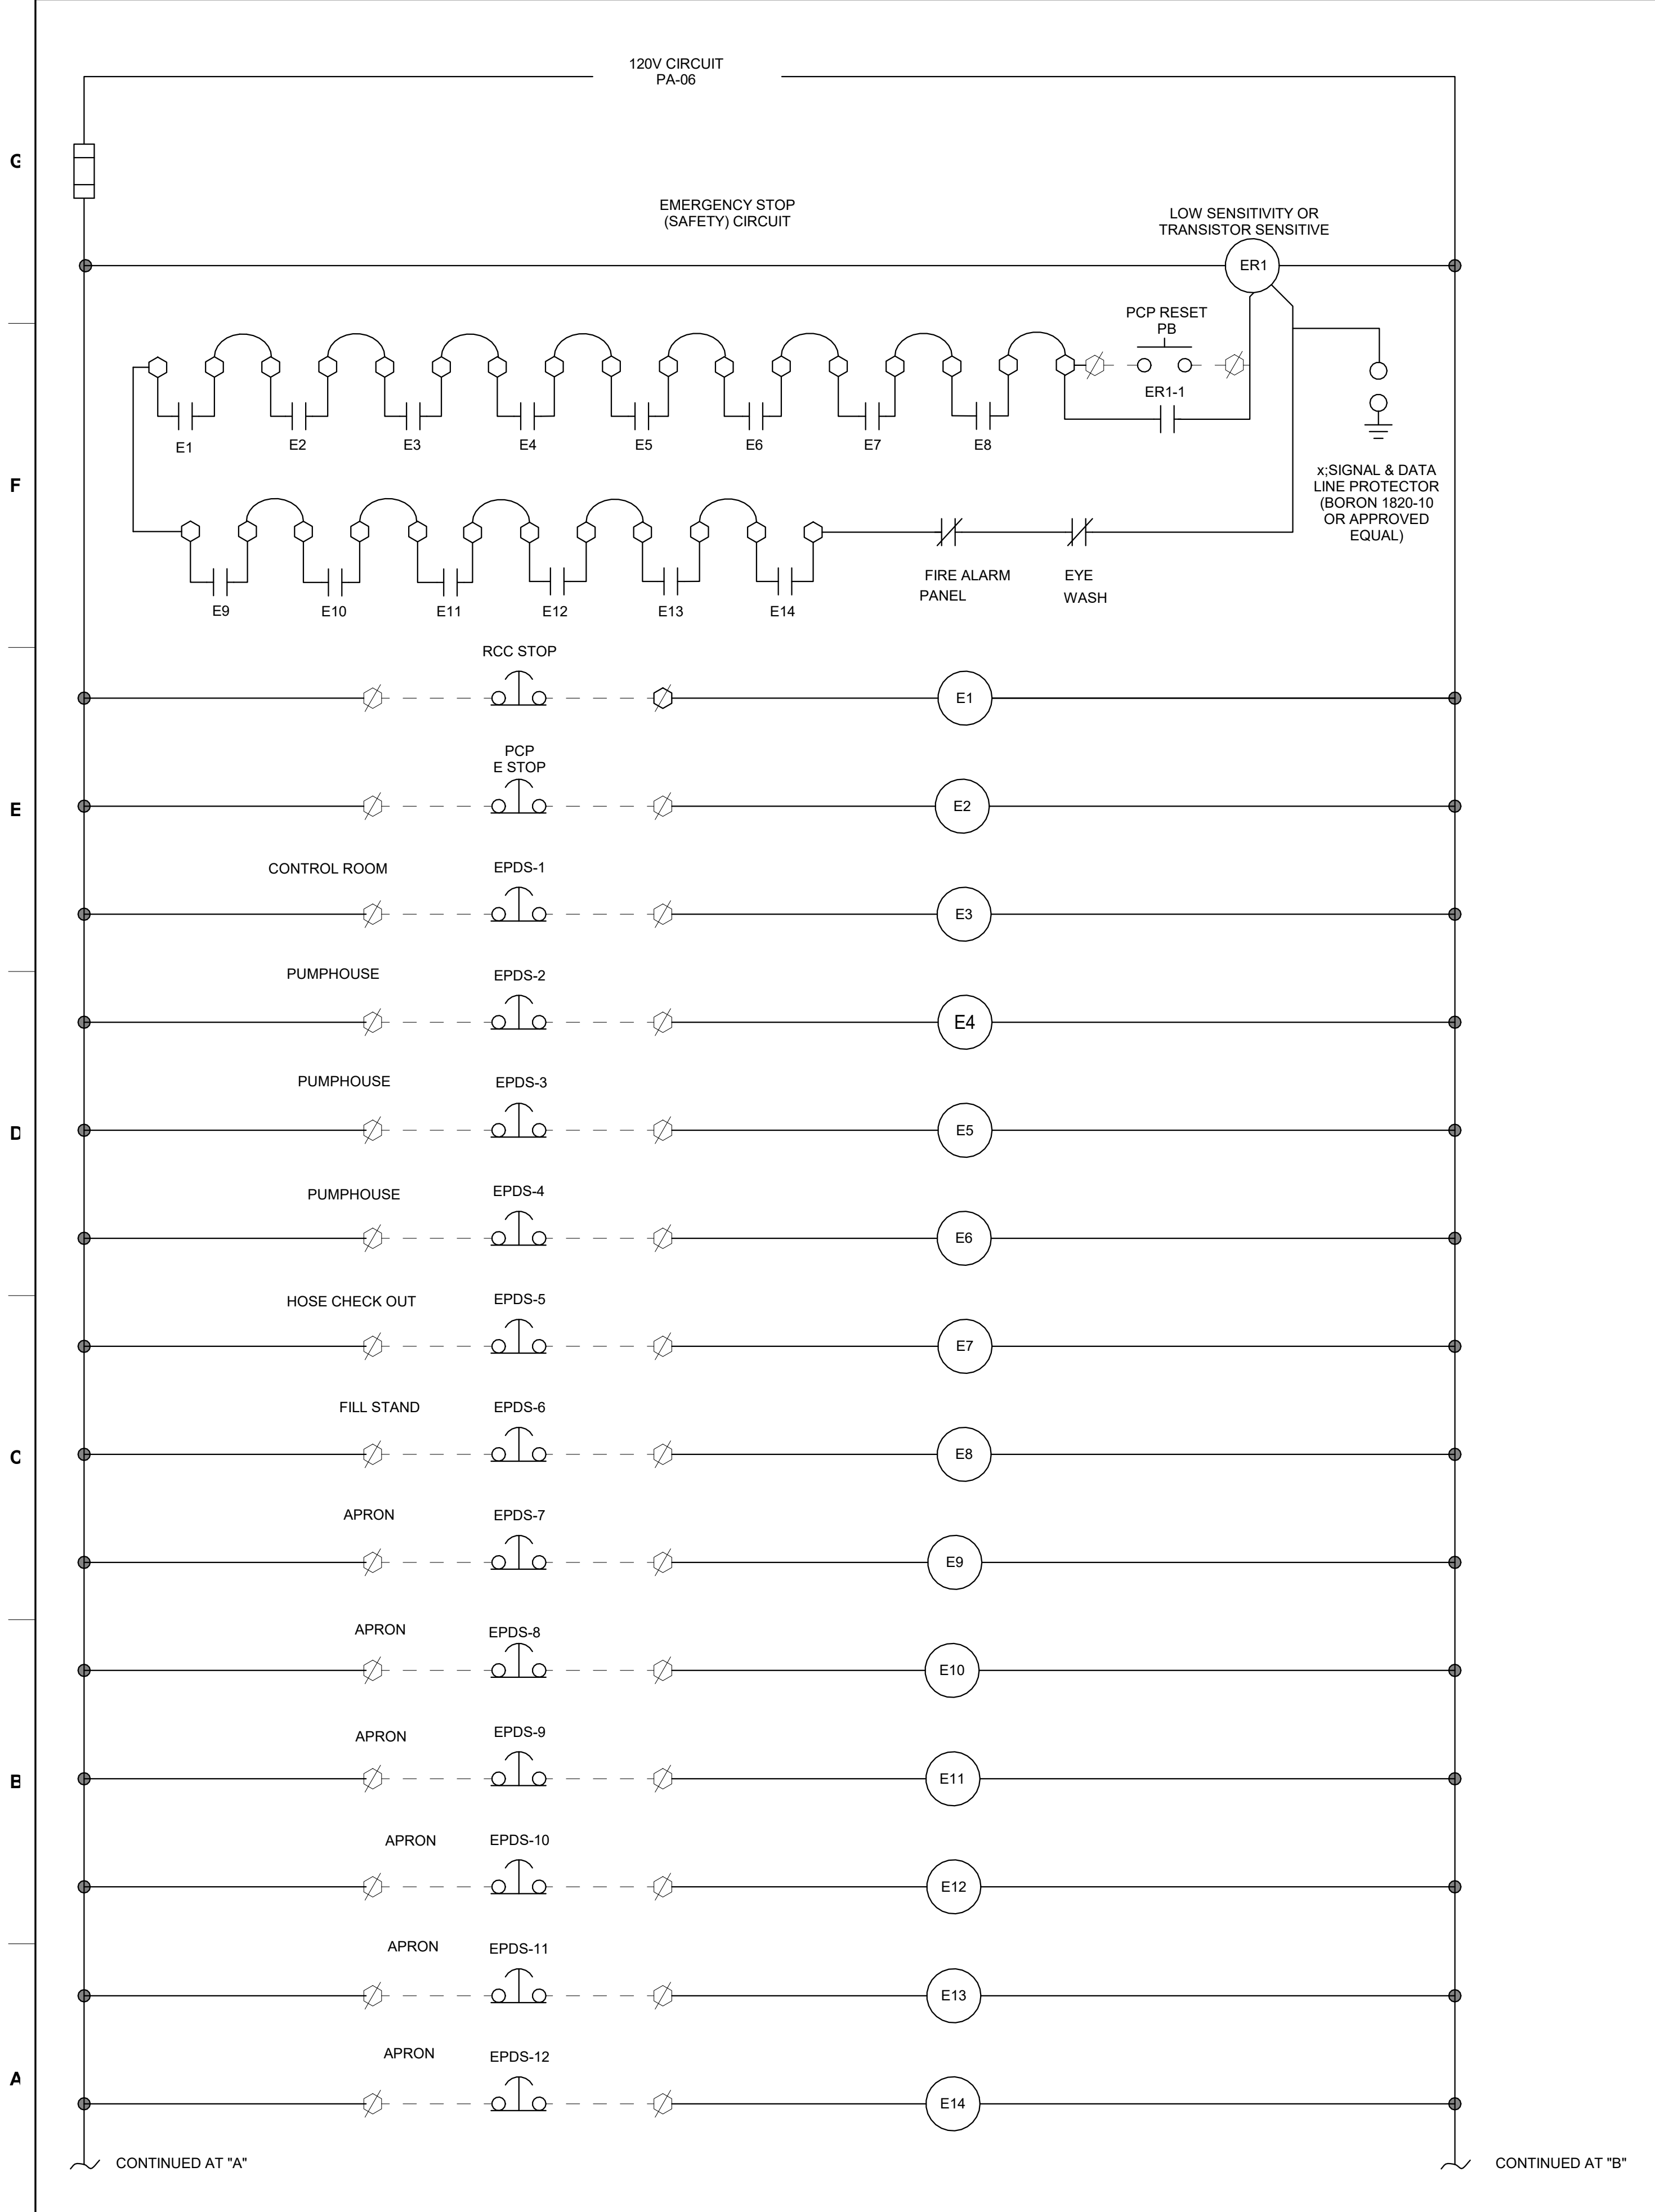 120V CIRCUIT
PA-06
G
EMERGENCY STOP
(SAFETY) CIRCUIT
LOW SENSITIVITY OR
TRANSISTOR SENSITIVE
ER1
PCP RESET
PB
ER1-1
E1
E2
E3
E4
E5
E6
E7
E8
F
x;SIGNAL & DATA
LINE PROTECTOR
(BORON 1820-10
OR APPROVED
EQUAL)
FIRE ALARM
PANEL
EYE
WASH
E9
E10
E11
E12
E13
E14
RCC STOP
E1
PCP
E STOP
E
E2
CONTROL ROOM
EPDS-1
E3
PUMPHOUSE
EPDS-2
E4
PUMPHOUSE
EPDS-3
D
E5
PUMPHOUSE
EPDS-4
E6
HOSE CHECK OUT
EPDS-5
E7
FILL STAND
EPDS-6
C
E8
APRON
EPDS-7
E9
APRON
EPDS-8
E10
APRON
EPDS-9
B
E11
APRON
EPDS-10
E12
APRON
EPDS-11
E13
APRON
EPDS-12
A
E14
CONTINUED AT "A"
CONTINUED AT "B"